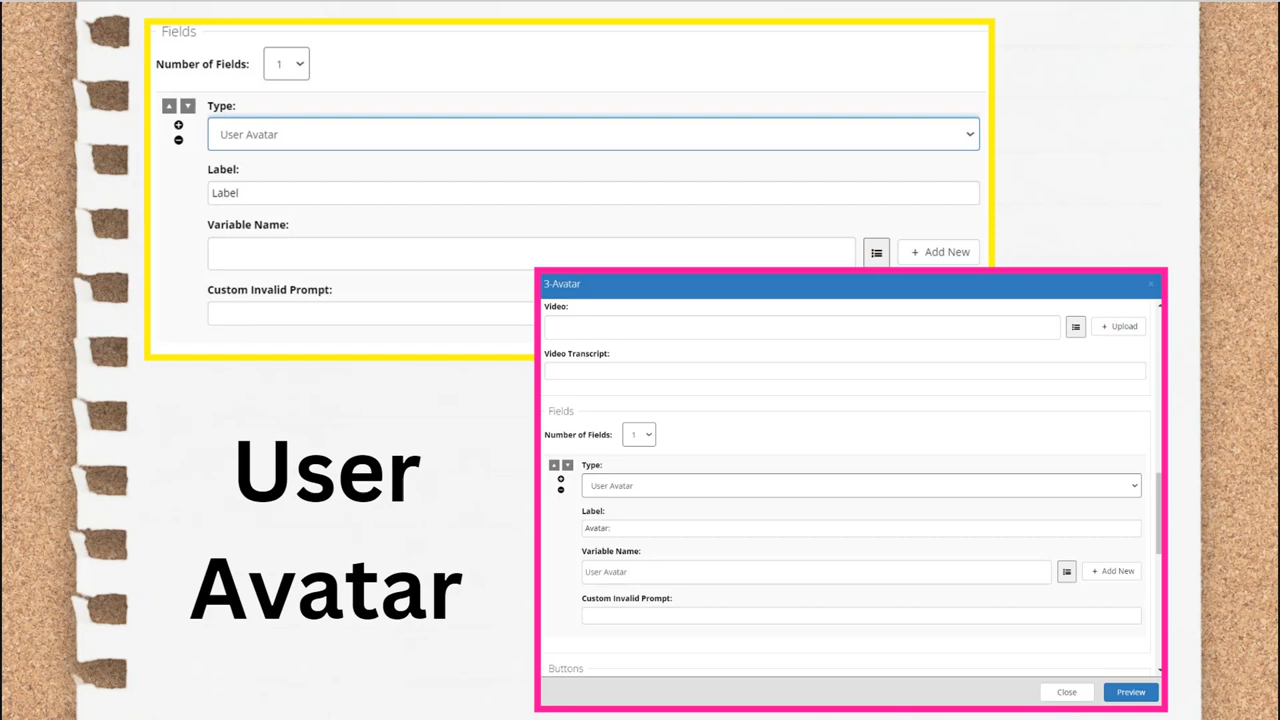 Fields
Number of Fields: 1
Type:
User Avatar
Label:
Label
Variable Name:
+ Add New
Custom Invalid Prompt:
3-Avatar ×
Video:
+ Upload
Video Transcript:
Fields
Number of Fields: 1
Type:
User Avatar
Label:
Avatar:
Variable Name:
User Avatar
+ Add New
Custom Invalid Prompt:
Buttons
Close Preview
User
Avatar